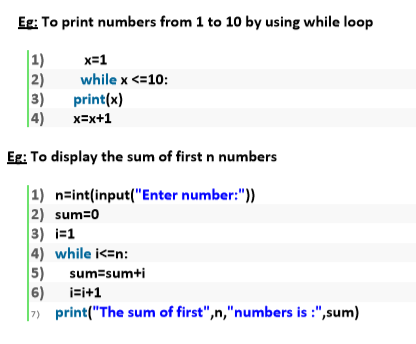 Eg: To print numbers from 1 to 10 by using while loop
1) x=1
2) while x <=10:
3) print(x)
4) x=x+1
Eg: To display the sum of first n numbers
1) n=int(input("Enter number:"))
2) sum=0
3) i=1
4) while i<=n:
5) sum=sum+i
6) i=i+1
7) print("The sum of first",n,"numbers is :",sum)